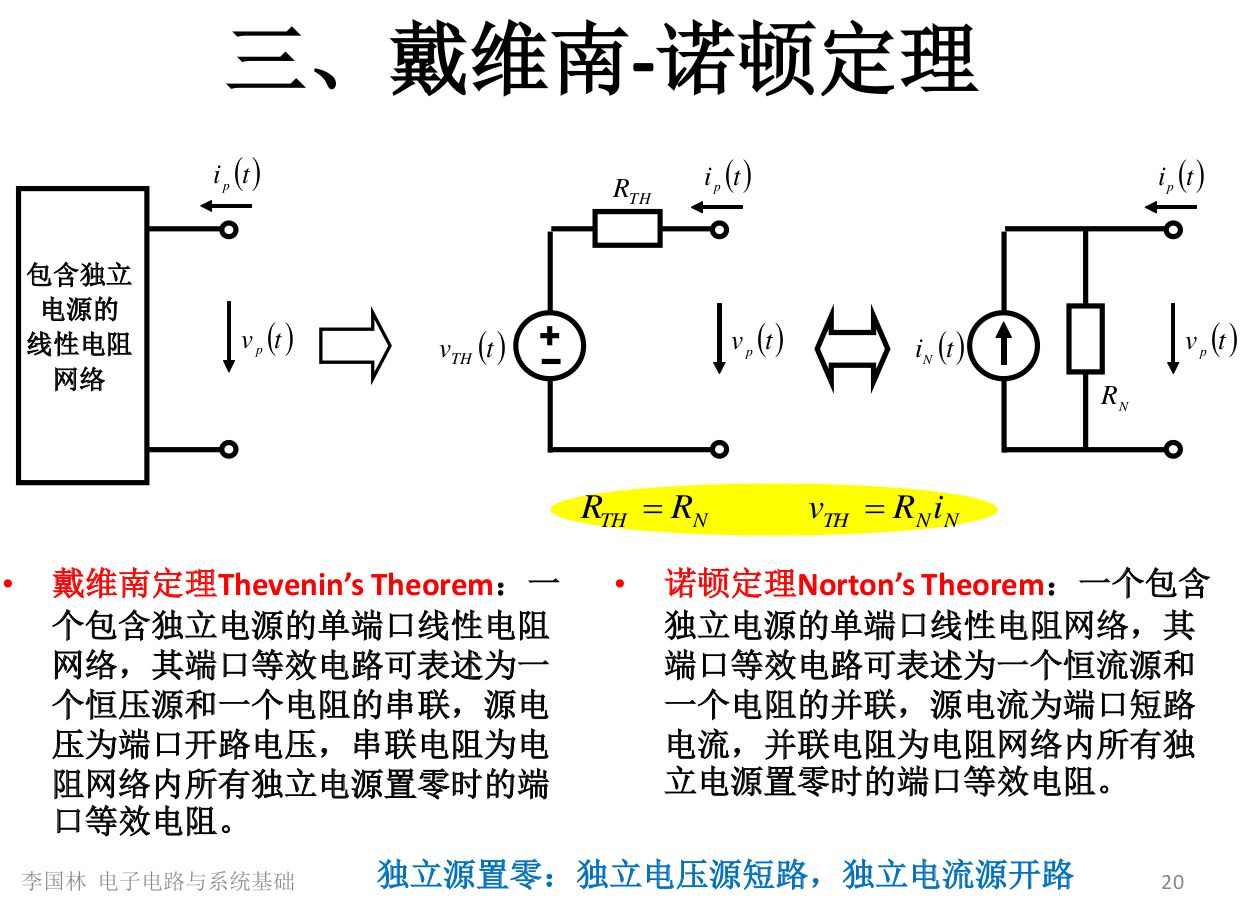 三、戴维南-诺顿定理
i_p(t)
包含独立
电源的
线性电阻
网络
v_p(t)
R_TH
i_p(t)
v_TH(t)
+
−
v_p(t)
i_p(t)
i_N(t)
R_N
v_p(t)
R_TH = R_N
v_TH = R_N i_N
• 戴维南定理Thevenin’s Theorem：一
个包含独立电源的单端口线性电阻
网络，其端口等效电路可表述为一
个恒压源和一个电阻的串联，源电
压为端口开路电压，串联电阻为电
阻网络内所有独立电源置零时的端
口等效电阻。
• 诺顿定理Norton’s Theorem：一个包含
独立电源的单端口线性电阻网络，其
端口等效电路可表述为一个恒流源和
一个电阻的并联，源电流为端口短路
电流，并联电阻为电阻网络内所有独
立电源置零时的端口等效电阻。
独立源置零：独立电压源短路，独立电流源开路
李国林 电子电路与系统基础
20